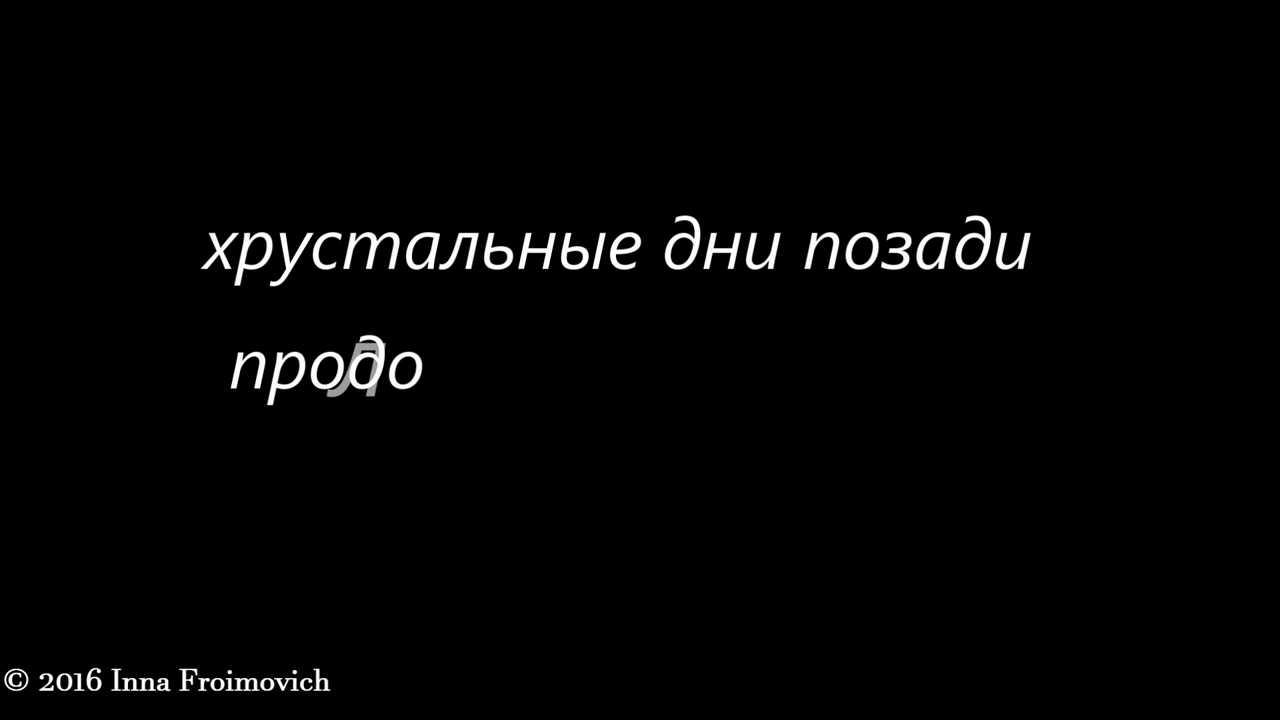 хрустальные дни позади
продо
© 2016 Inna Froimovich